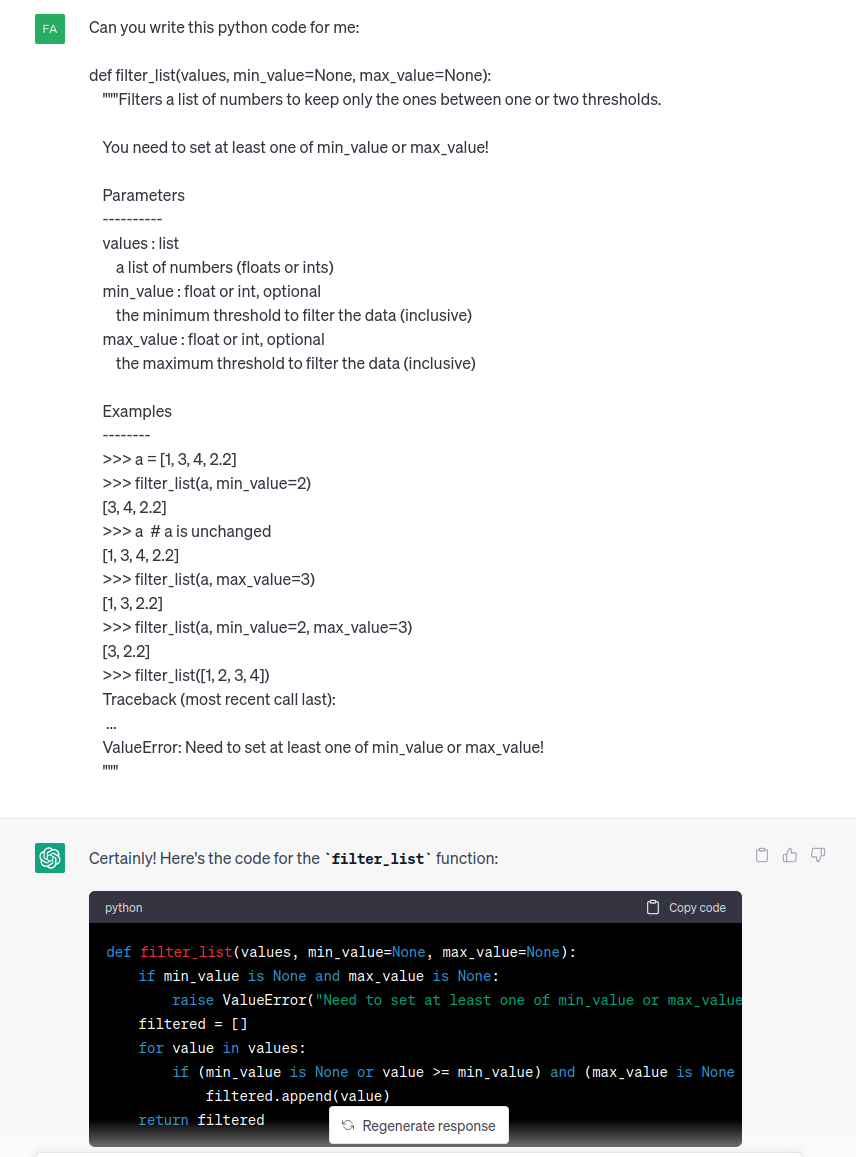 FA
Can you write this python code for me:
def filter_list(values, min_value=None, max_value=None):
"""Filters a list of numbers to keep only the ones between one or two thresholds.
You need to set at least one of min_value or max_value!
Parameters
----------
values : list
a list of numbers (floats or ints)
min_value : float or int, optional
the minimum threshold to filter the data (inclusive)
max_value : float or int, optional
the maximum threshold to filter the data (inclusive)
Examples
--------
>>> a = [1, 3, 4, 2.2]
>>> filter_list(a, min_value=2)
[3, 4, 2.2]
>>> a  # a is unchanged
[1, 3, 4, 2.2]
>>> filter_list(a, max_value=3)
[1, 3, 2.2]
>>> filter_list(a, min_value=2, max_value=3)
[3, 2.2]
>>> filter_list([1, 2, 3, 4])
Traceback (most recent call last):
...
ValueError: Need to set at least one of min_value or max_value!
"""
Certainly! Here's the code for the `filter_list` function:
python
Copy code
def filter_list(values, min_value=None, max_value=None):
    if min_value is None and max_value is None:
        raise ValueError("Need to set at least one of min_value or max_value
    filtered = []
    for value in values:
        if (min_value is None or value >= min_value) and (max_value is None
            filtered.append(value)
    return filtered
Regenerate response